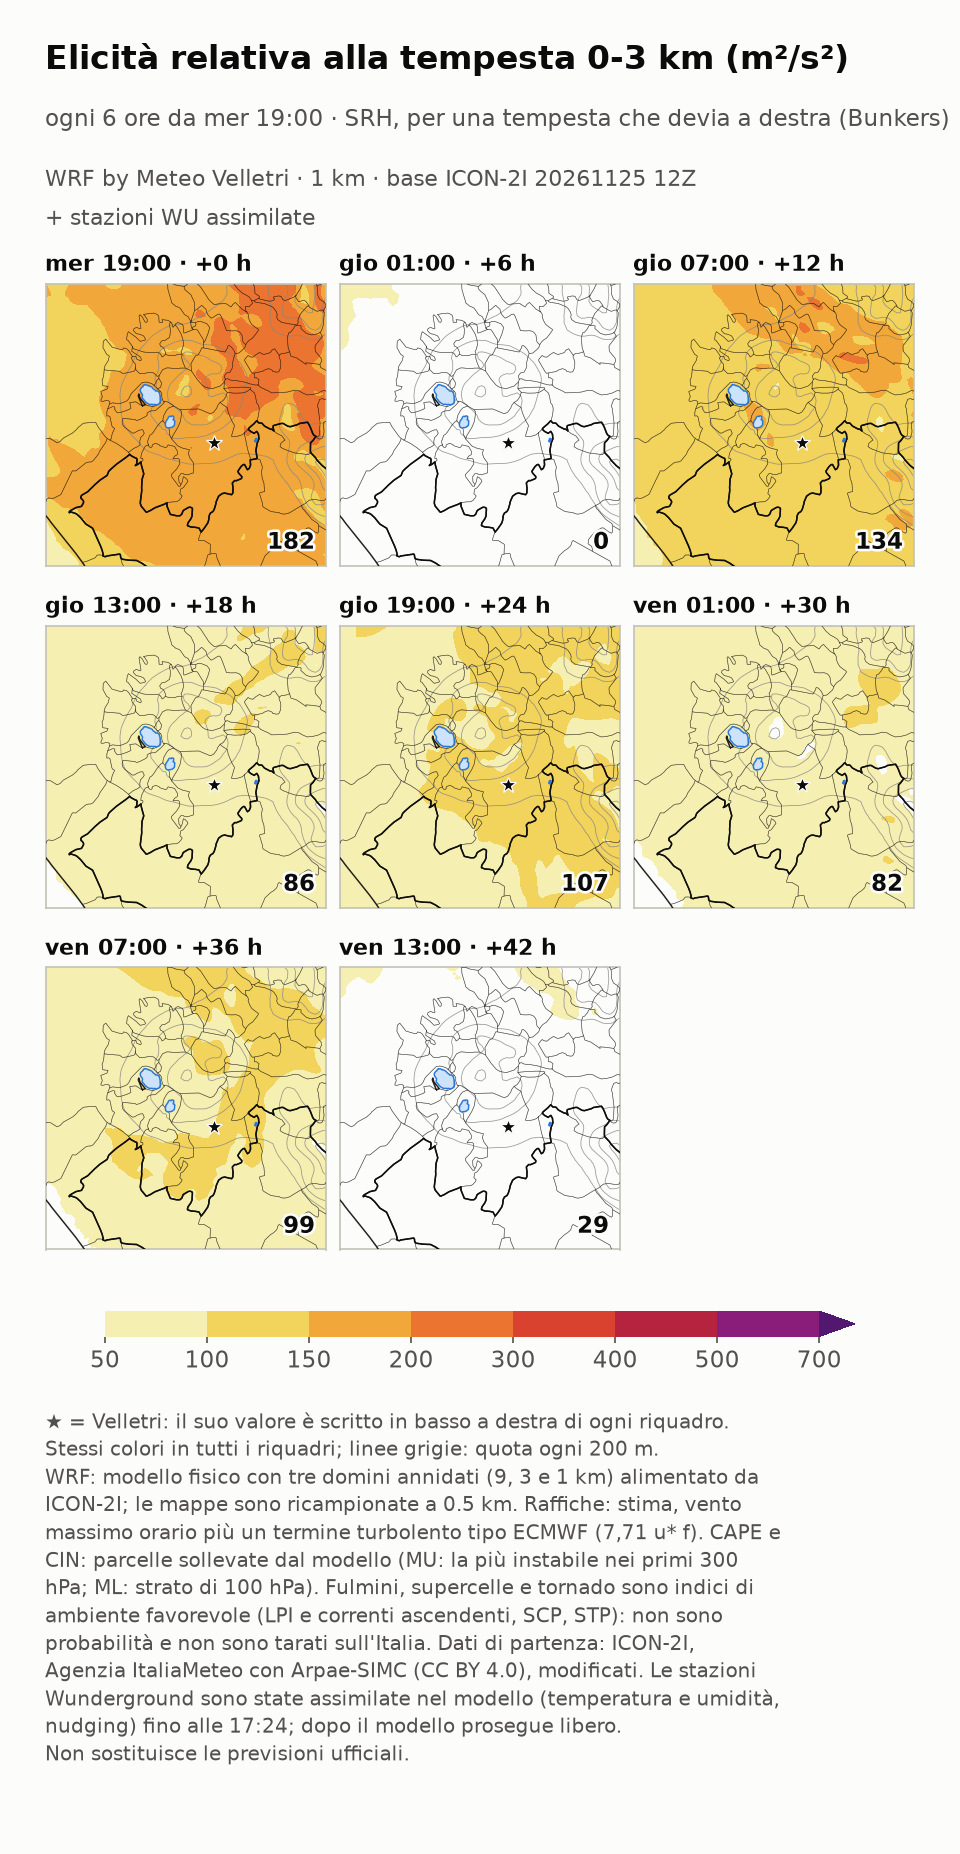 Elicità relativa alla tempesta 0-3 km (m²/s²)
ogni 6 ore da mer 19:00 · SRH, per una tempesta che devia a destra (Bunkers)
WRF by Meteo Velletri · 1 km · base ICON-2I 20261125 12Z
+ stazioni WU assimilate
mer 19:00 · +0 h
gio 01:00 · +6 h
gio 07:00 · +12 h
182
0
134
gio 13:00 · +18 h
gio 19:00 · +24 h
ven 01:00 · +30 h
86
107
82
ven 07:00 · +36 h
ven 13:00 · +42 h
99
29
50 100 150 200 300 400 500 700
★ = Velletri: il suo valore è scritto in basso a destra di ogni riquadro.
Stessi colori in tutti i riquadri; linee grigie: quota ogni 200 m.
WRF: modello fisico con tre domini annidati (9, 3 e 1 km) alimentato da
ICON-2I; le mappe sono ricampionate a 0.5 km. Raffiche: stima, vento
massimo orario più un termine turbolento tipo ECMWF (7,71 u* f). CAPE e
CIN: parcelle sollevate dal modello (MU: la più instabile nei primi 300
hPa; ML: strato di 100 hPa). Fulmini, supercelle e tornado sono indici di
ambiente favorevole (LPI e correnti ascendenti, SCP, STP): non sono
probabilità e non sono tarati sull'Italia. Dati di partenza: ICON-2I,
Agenzia ItaliaMeteo con Arpae-SIMC (CC BY 4.0), modificati. Le stazioni
Wunderground sono state assimilate nel modello (temperatura e umidità,
nudging) fino alle 17:24; dopo il modello prosegue libero.
Non sostituisce le previsioni ufficiali.